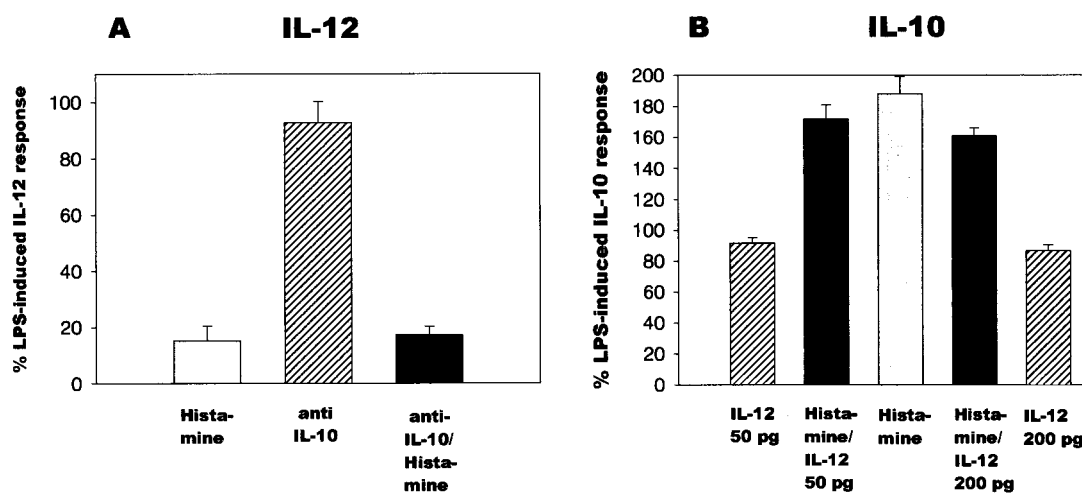 A IL-12
% LPS-induced IL-12 response
100
80
60
40
20
0
Hista-
mine
anti
IL-10
anti-
IL-10/
Hista-
mine
B IL-10
% LPS-induced IL-10 response
200
180
160
140
120
100
80
60
40
20
0
IL-12
50 pg
Hista-
mine/
IL-12
50 pg
Hista-
mine
Hista-
mine/
IL-12
200 pg
IL-12
200 pg